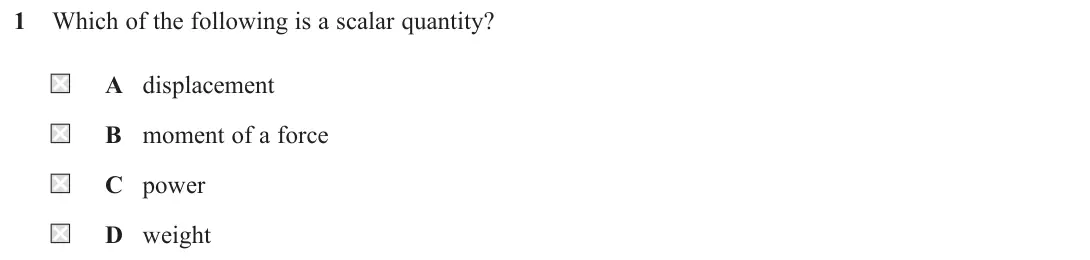 1 Which of the following is a scalar quantity?
A displacement
B moment of a force
C power
D weight